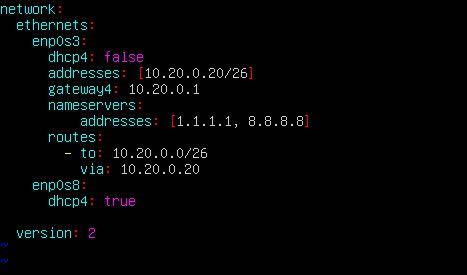 network:
  ethernets:
    enp0s3:
      dhcp4: false
      addresses: [10.20.0.20/26]
      gateway4: 10.20.0.1
      nameservers:
          addresses: [1.1.1.1, 8.8.8.8]
      routes:
        - to: 10.20.0.0/26
          via: 10.20.0.20
    enp0s8:
      dhcp4: true

  version: 2
~
~